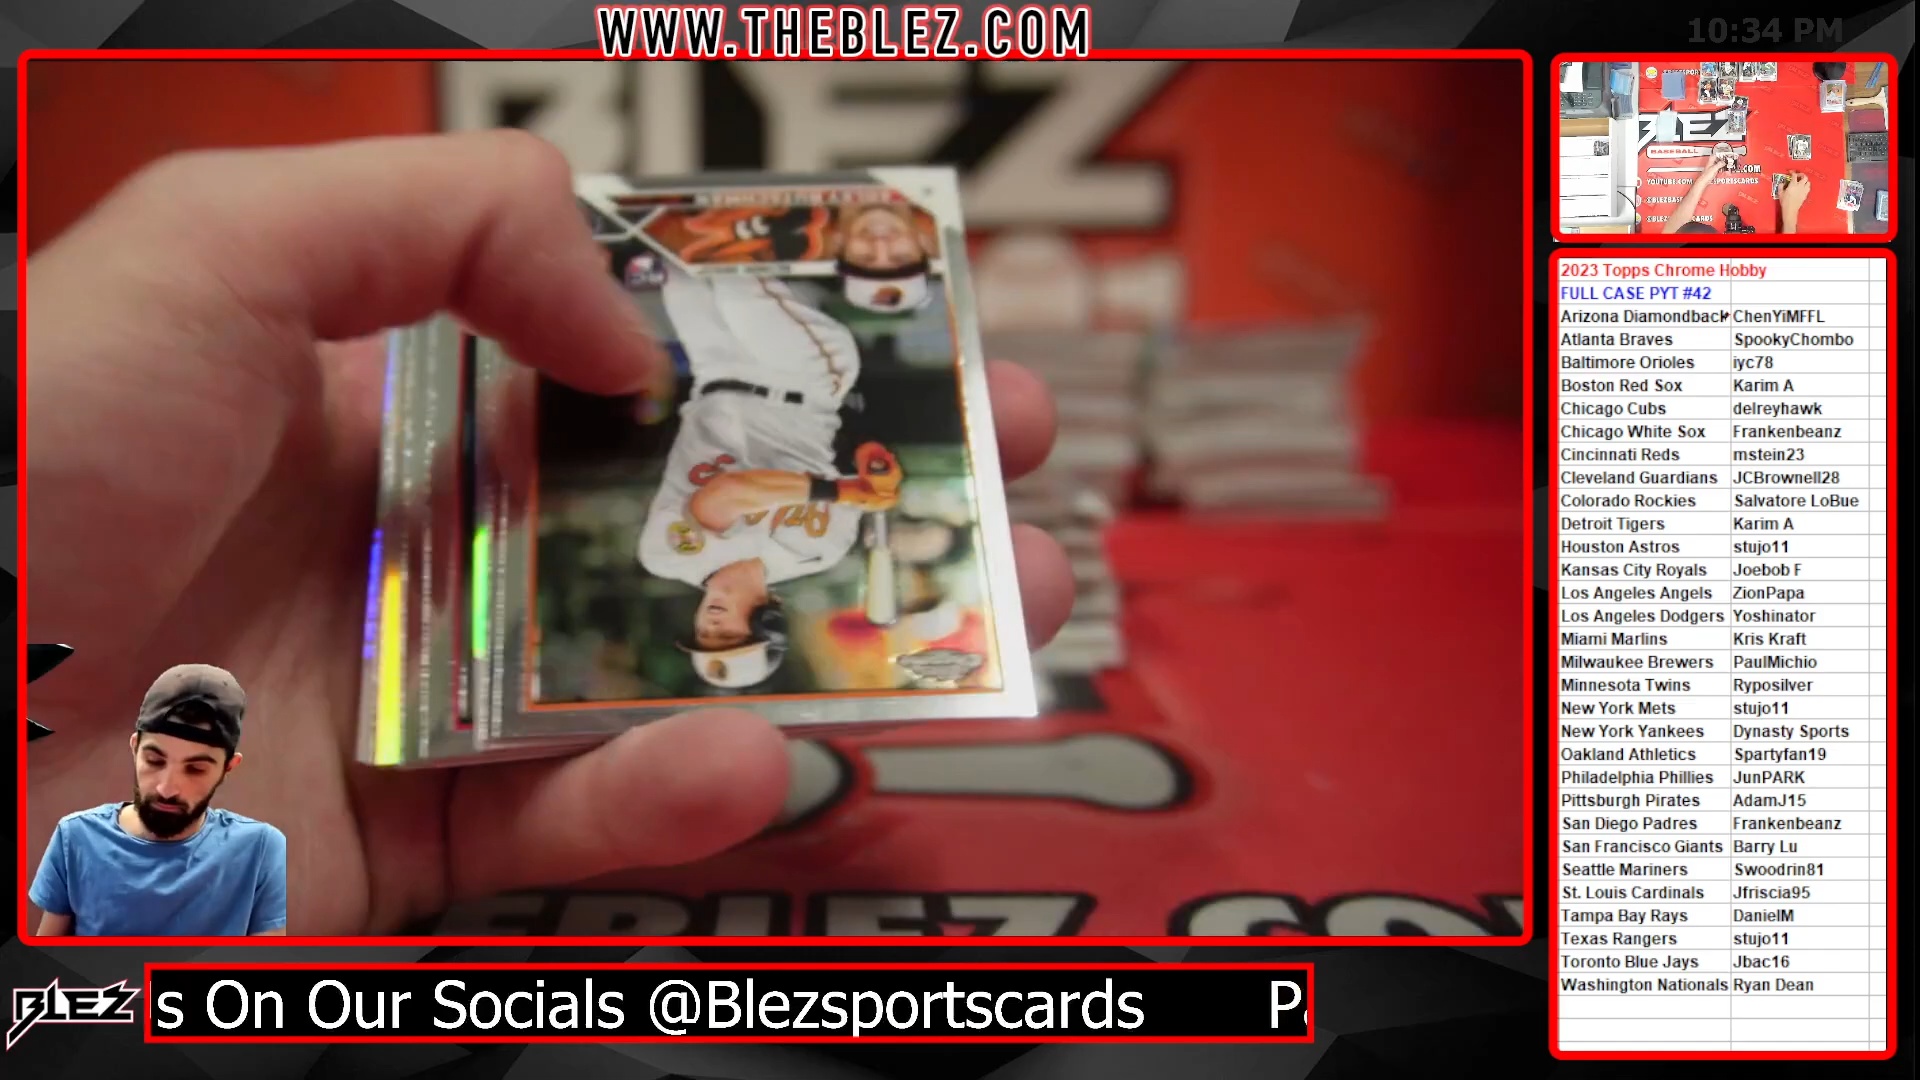 WWW.THEBLEZ.COM
10:34 PM
BLEZ
2023 Topps Chrome Hobby
FULL CASE PYT #42
Arizona Diamondback ChenYiMFFL
Atlanta Braves SpookyChombo
Baltimore Orioles iyc78
Boston Red Sox Karim A
Chicago Cubs delreyhawk
Chicago White Sox Frankenbeanz
Cincinnati Reds mstein23
Cleveland Guardians JCBrownell28
Colorado Rockies Salvatore LoBue
Detroit Tigers Karim A
Houston Astros stujo11
Kansas City Royals Joebob F
Los Angeles Angels ZionPapa
Los Angeles Dodgers Yoshinator
Miami Marlins Kris Kraft
Milwaukee Brewers PaulMichio
Minnesota Twins Ryposilver
New York Mets stujo11
New York Yankees Dynasty Sports
Oakland Athletics Spartyfan19
Philadelphia Phillies JunPARK
Pittsburgh Pirates AdamJ15
San Diego Padres Frankenbeanz
San Francisco Giants Barry Lu
Seattle Mariners Swoodrin81
St. Louis Cardinals Jfriscia95
Tampa Bay Rays DanielM
Texas Rangers stujo11
Toronto Blue Jays Jbac16
Washington Nationals Ryan Dean
BLEZ
s On Our Socials @Blezsportscards